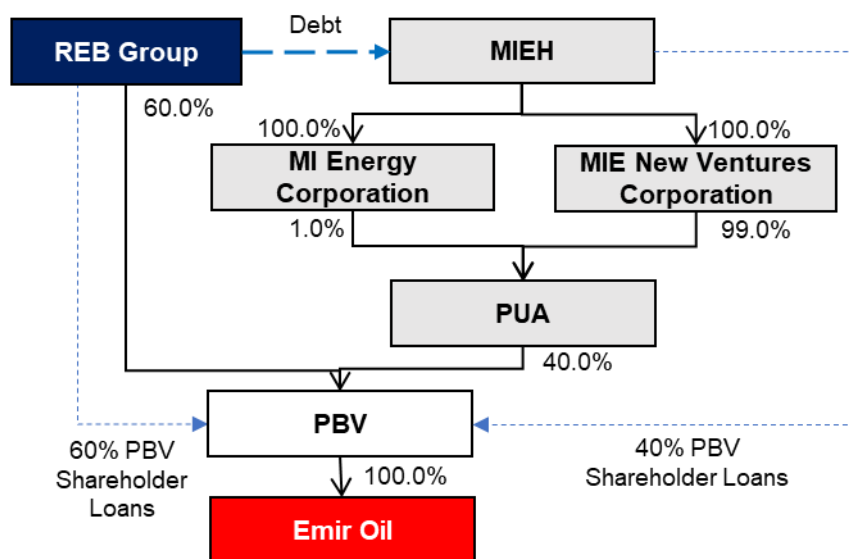 Debt
REB Group
MIEH
60.0%
100.0%
100.0%
MI Energy
Corporation
MIE New Ventures
Corporation
1.0%
99.0%
PUA
40.0%
PBV
60% PBV
Shareholder
Loans
40% PBV
Shareholder Loans
100.0%
Emir Oil